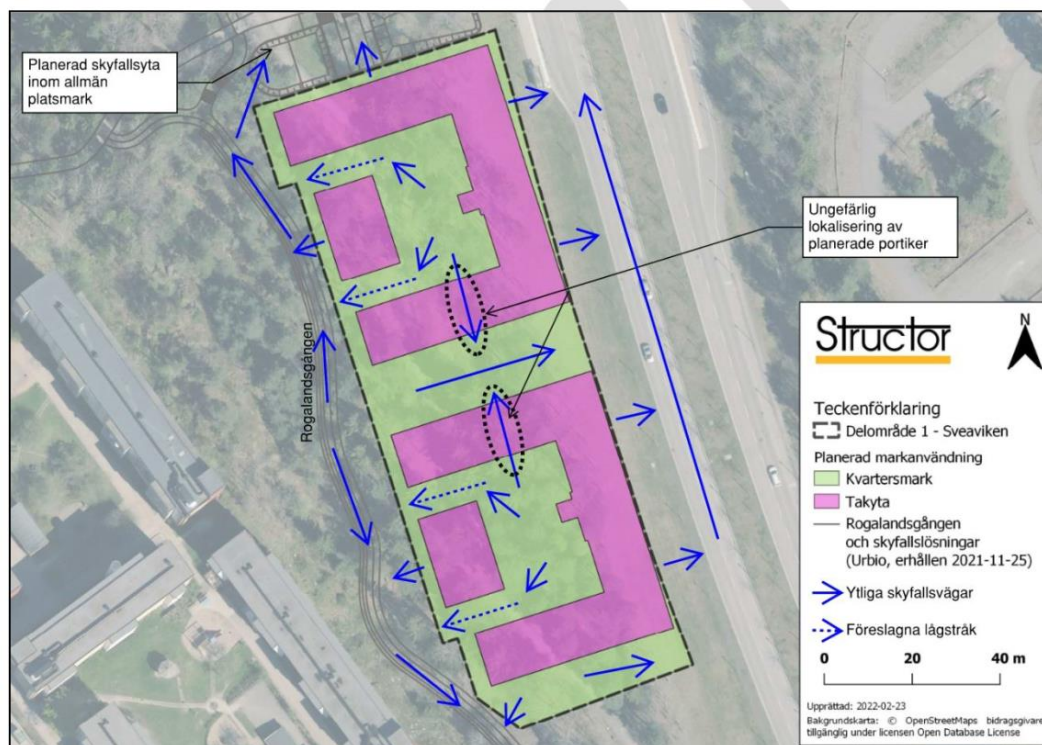 Planerad skyfallsyta
inom allmän
platsmark
Ungefärlig
lokalisering av
planerade portiker
Rogalandsgången
Structor
N
Teckenförklaring
Delområde 1 - Sveaviken
Planerad markanvändning
Kvartersmark
Takyta
Rogalandsgången
och skyfallslösningar
(Urbio, erhållen 2021-11-25)
Ytliga skyfallsvägar
Föreslagna lågstråk
0 20 40 m
Upprättad: 2022-02-23
Bakgrundskarta: © OpenStreetMaps bidragsgivare
tillgänglig under licensen Open Database License